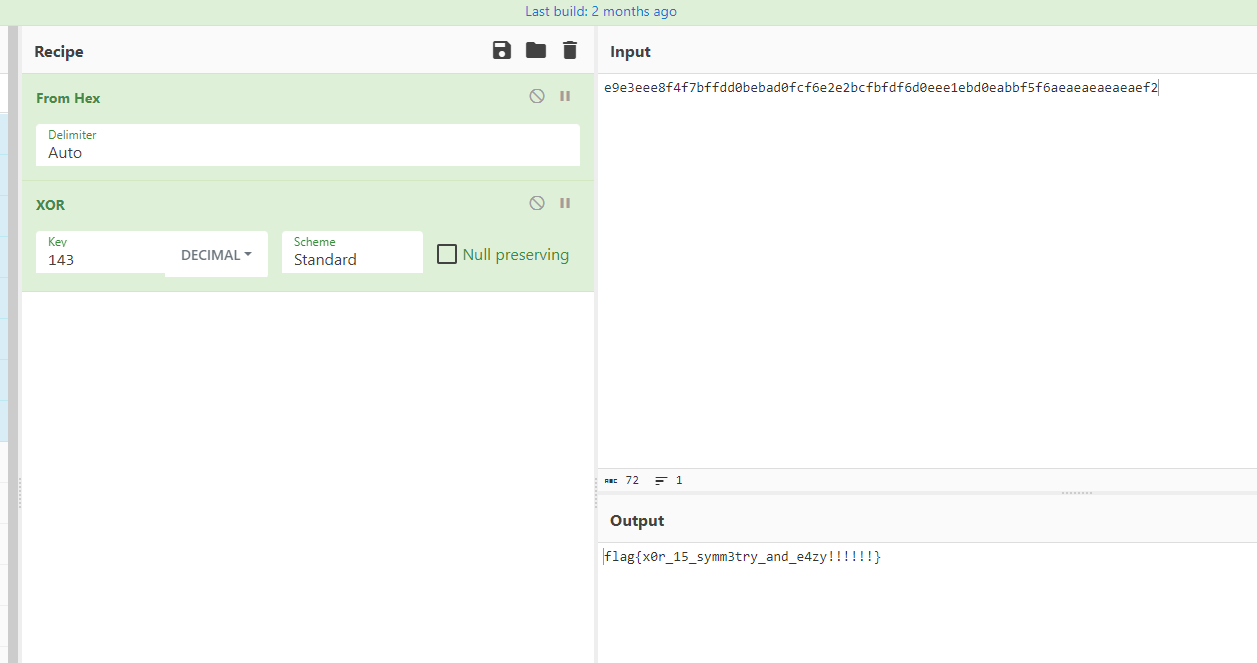 Last build: 2 months ago
Recipe
From Hex
Delimiter
Auto
XOR
Key
143
DECIMAL
Scheme
Standard
Null preserving
Input
e9e3eee8f4f7bffdd0bebad0fcf6e2e2bcfbfdf6d0eee1ebd0eabbf5f6aeaeaeaeaeaef2
ABC 72 1
Output
flag{x0r_15_symm3try_and_e4zy!!!!!!}